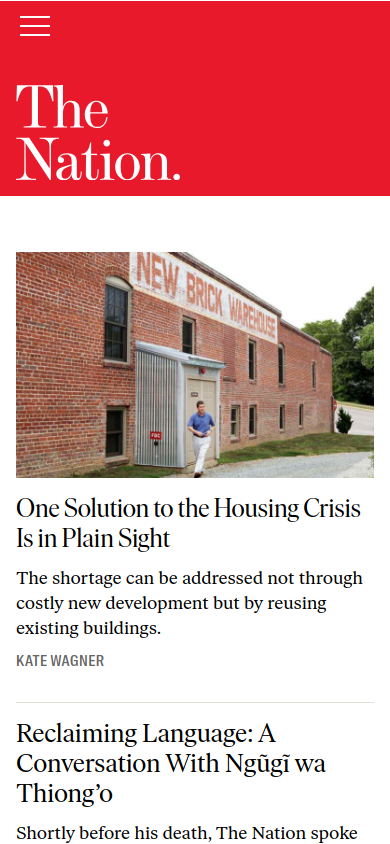 The
Nation.
NEW BRICK WAREHOUSE
One Solution to the Housing Crisis
Is in Plain Sight
The shortage can be addressed not through
costly new development but by reusing
existing buildings.
KATE WAGNER
Reclaiming Language: A
Conversation With Ngũgĩ wa
Thiong’o
Shortly before his death, The Nation spoke